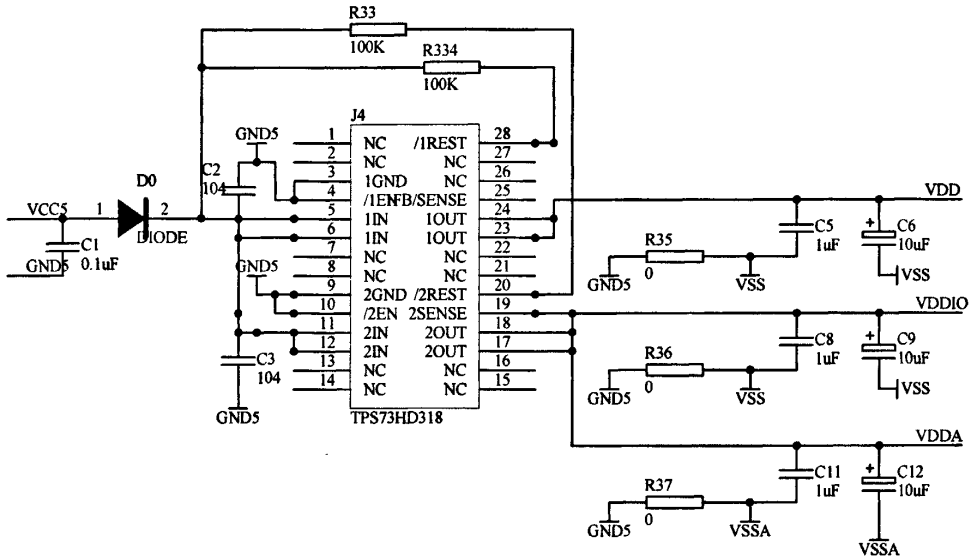 R33
100K
R334
100K
J4
GND5
C2
104
D0
VCC5
1
2
DIODE
C1
0.1uF
GND5
GND5
C3
104
GND5
1 NC /1REST 28
2 NC NC 27
3 1GND NC 26
4 /1EN FB/SENSE 25
5 1IN 1OUT 24
6 1IN 1OUT 23
7 NC NC 22
8 NC NC 21
9 2GND /2REST 20
10 /2EN 2SENSE 19
11 2IN 2OUT 18
12 2IN 2OUT 17
13 NC NC 16
14 NC NC 15
TPS73HD318
VDD
C5
1uF
+ C6
10uF
R35
0
GND5
VSS
VSS
VDDIO
C8
1uF
+ C9
10uF
R36
0
GND5
VSS
VSS
VDDA
C11
1uF
+ C12
10uF
R37
0
GND5
VSSA
VSSA